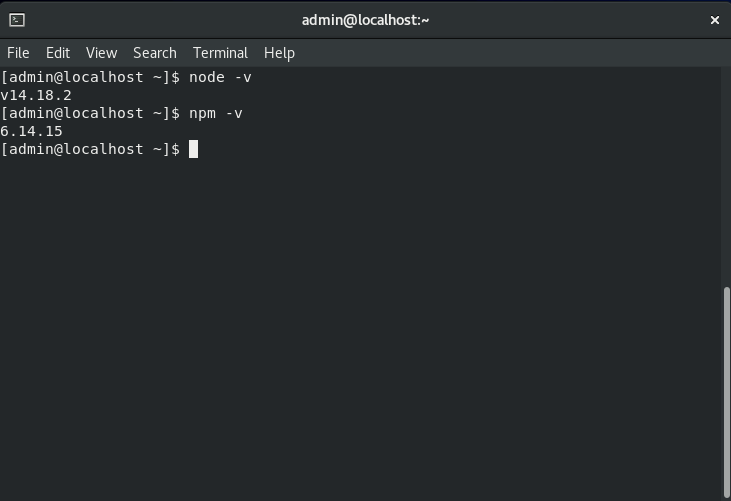 admin@localhost:~
File Edit View Search Terminal Help
[admin@localhost ~]$ node -v
v14.18.2
[admin@localhost ~]$ npm -v
6.14.15
[admin@localhost ~]$